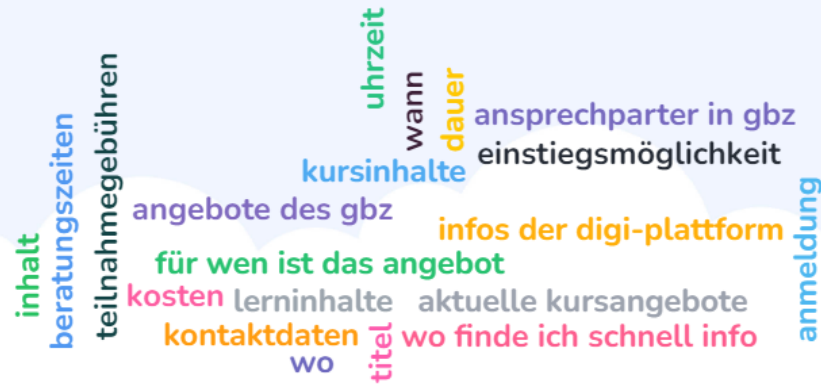 uhrzeit
wann
dauer
ansprechparter in gbz
einstiegsmöglichkeit
kursinhalte
teilnahmegebühren
beratungszeiten
inhalt
angebote des gbz
infos der digi-plattform
anmeldung
für wen ist das angebot
kosten
lerninhalte
aktuelle kursangebote
kontaktdaten
titel
wo finde ich schnell info
wo